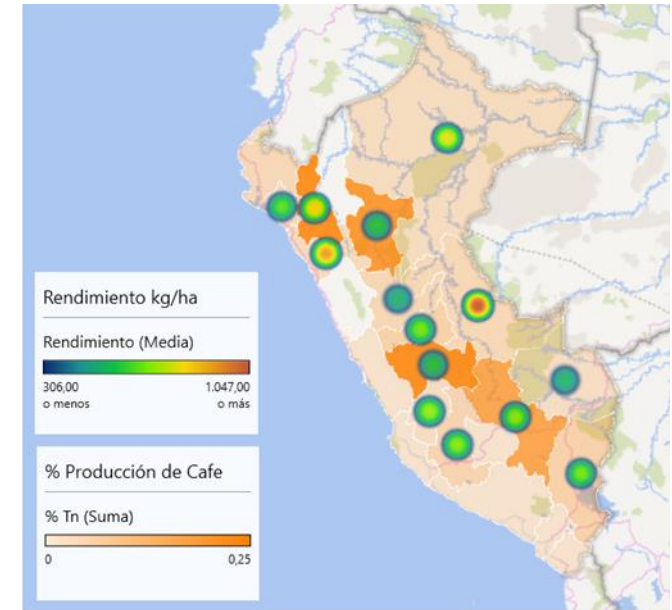 Rendimiento kg/ha
Rendimiento (Media)
306,00 1.047,00
o menos o más
% Producción de Cafe
% Tn (Suma)
0 0,25